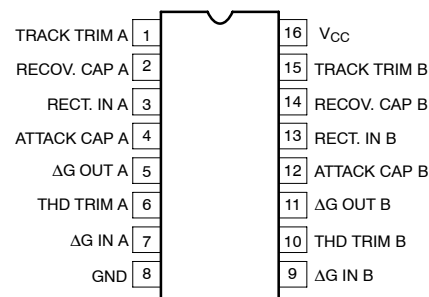 TRACK TRIM A 1 16 VCC
RECOV. CAP A 2 15 TRACK TRIM B
RECT. IN A 3 14 RECOV. CAP B
ATTACK CAP A 4 13 RECT. IN B
ΔG OUT A 5 12 ATTACK CAP B
THD TRIM A 6 11 ΔG OUT B
ΔG IN A 7 10 THD TRIM B
GND 8 9 ΔG IN B